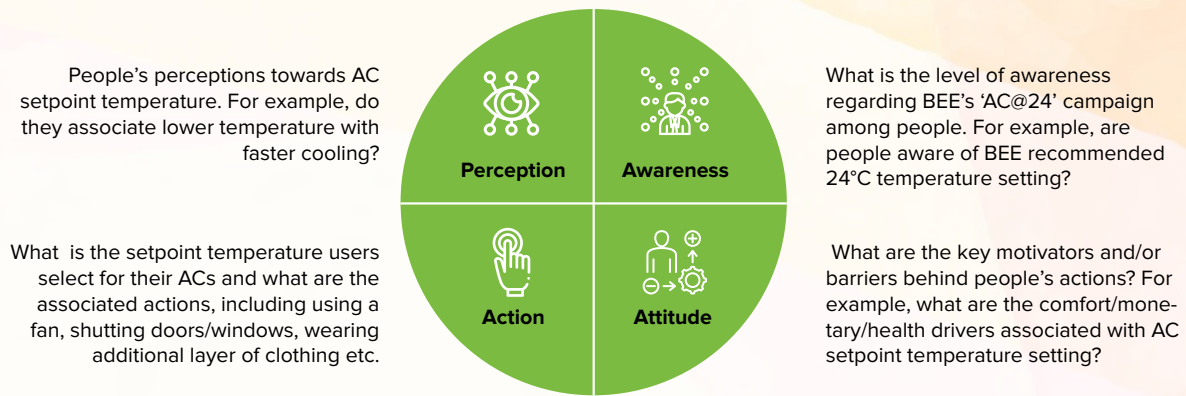 People's perceptions towards AC
setpoint temperature. For example, do
they associate lower temperature with
faster cooling?
Perception
Awareness
What is the level of awareness
regarding BEE's 'AC@24' campaign
among people. For example, are
people aware of BEE recommended
24°C temperature setting?
What  is the setpoint temperature users
select for their ACs and what are the
associated actions, including using a
fan, shutting doors/windows, wearing
additional layer of clothing etc.
Action
Attitude
What are the key motivators and/or
barriers behind people's actions? For
example, what are the comfort/mone-
tary/health drivers associated with AC
setpoint temperature setting?